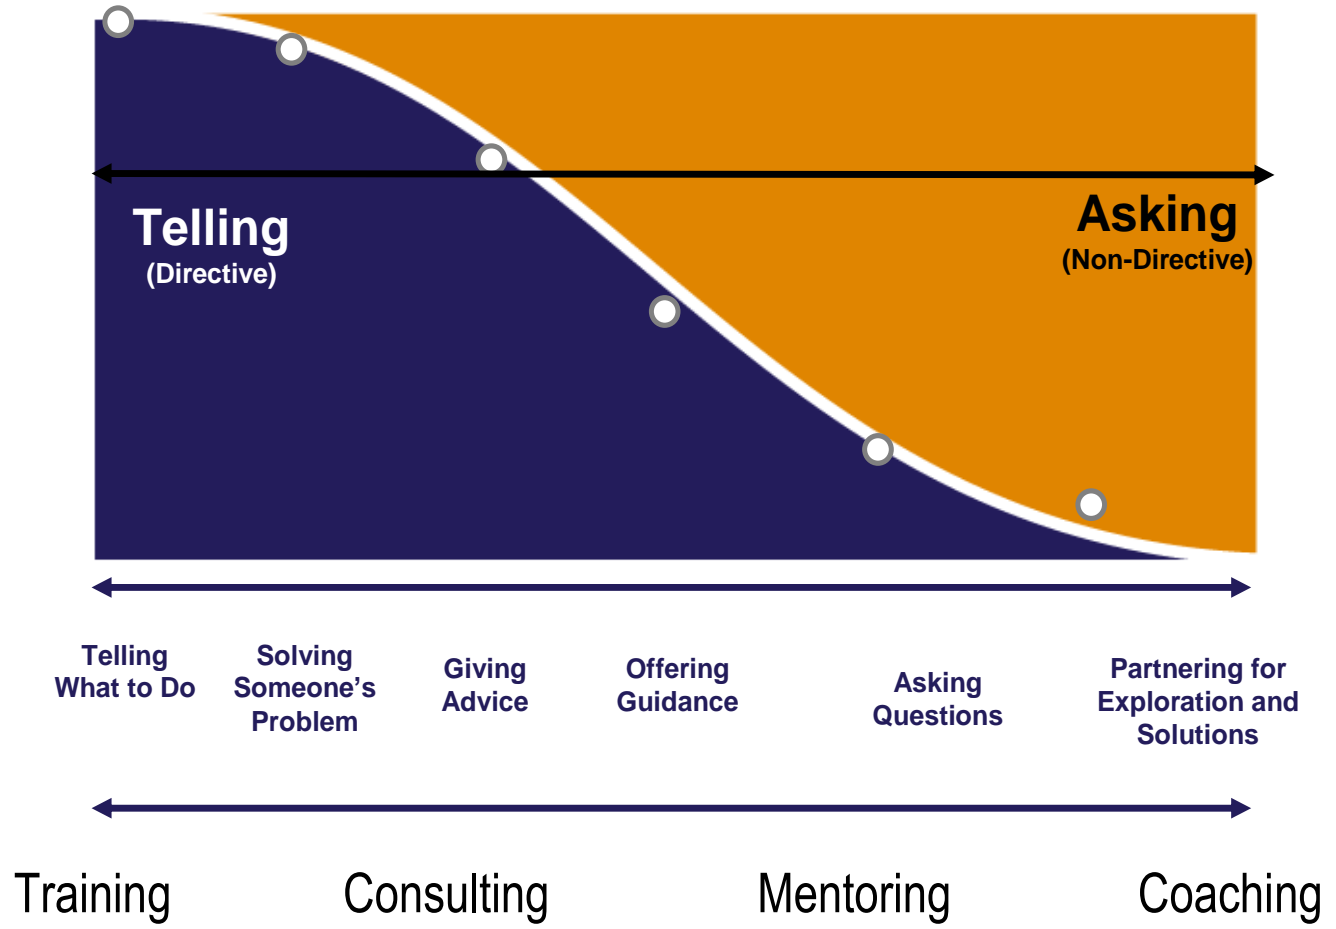 Telling
(Directive)
Asking
(Non-Directive)
Telling
What to Do
Solving
Someone’s
Problem
Giving
Advice
Offering
Guidance
Asking
Questions
Partnering for
Exploration and
Solutions
Training
Consulting
Mentoring
Coaching